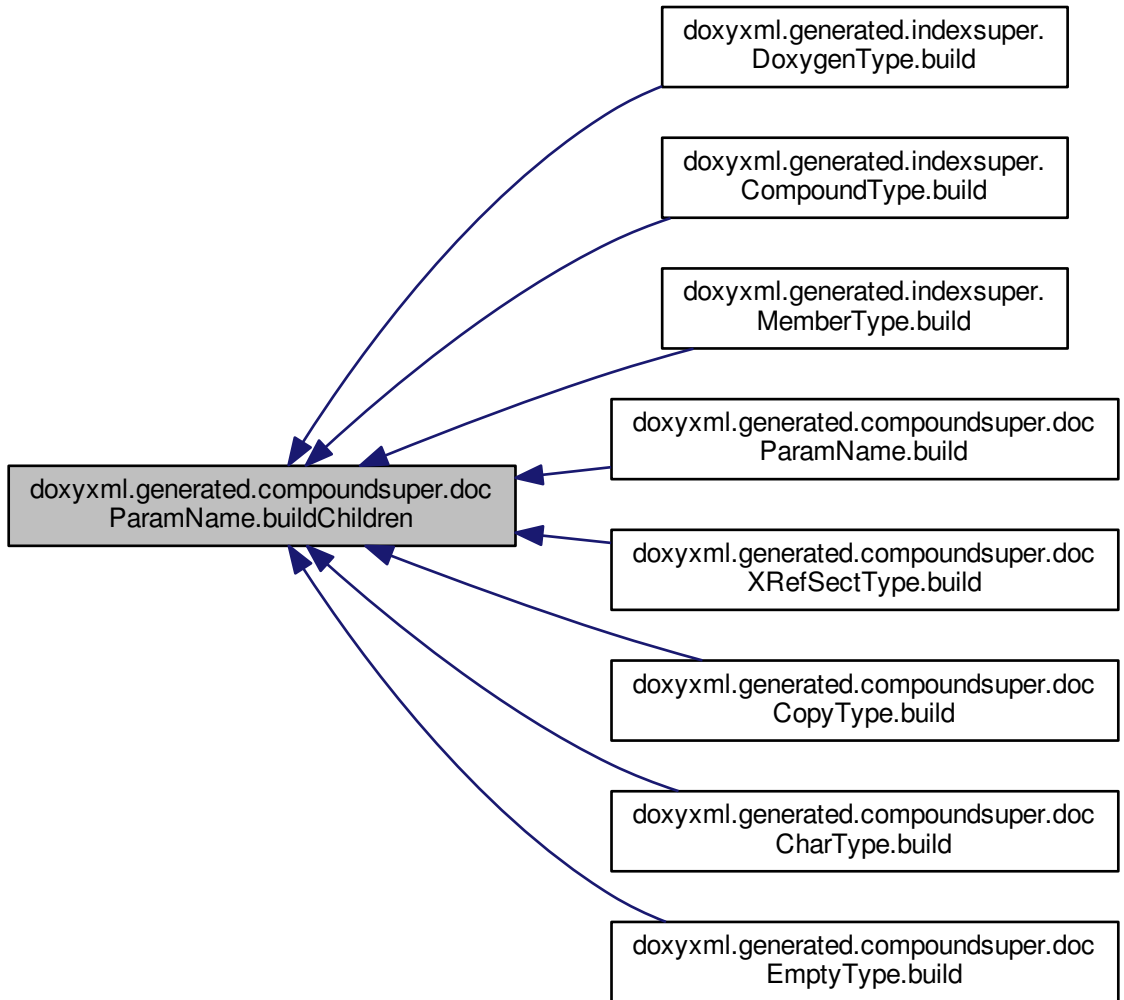 doxyxml.generated.indexsuper.
DoxygenType.build
doxyxml.generated.indexsuper.
CompoundType.build
doxyxml.generated.indexsuper.
MemberType.build
doxyxml.generated.compoundsuper.doc
ParamName.build
doxyxml.generated.compoundsuper.doc
ParamName.buildChildren
doxyxml.generated.compoundsuper.doc
XRefSectType.build
doxyxml.generated.compoundsuper.doc
CopyType.build
doxyxml.generated.compoundsuper.doc
CharType.build
doxyxml.generated.compoundsuper.doc
EmptyType.build